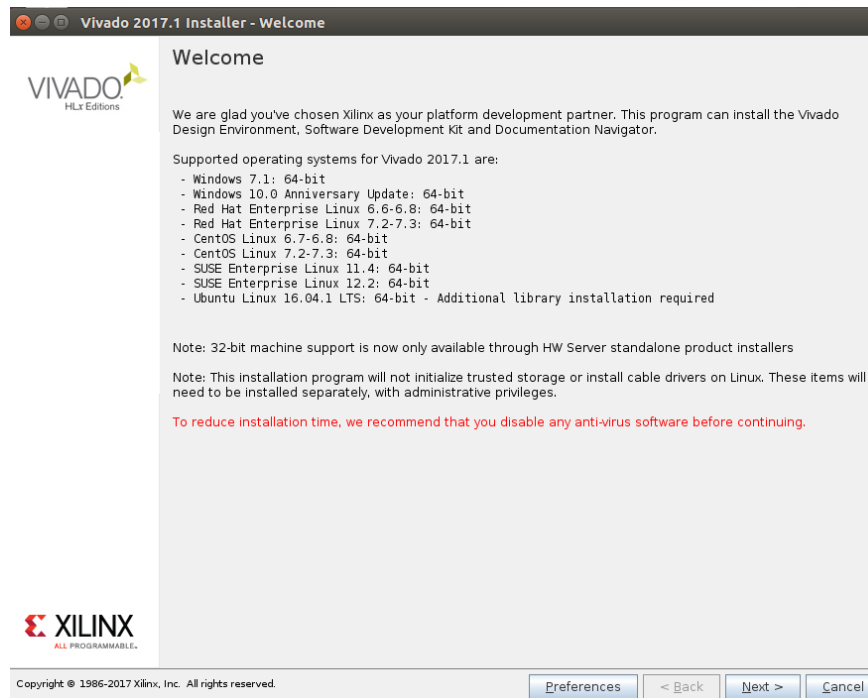 Vivado 2017.1 Installer - Welcome
VIVADO
HLx Editions
Welcome
We are glad you've chosen Xilinx as your platform development partner. This program can install the Vivado
Design Environment, Software Development Kit and Documentation Navigator.
Supported operating systems for Vivado 2017.1 are:
- Windows 7.1: 64-bit
- Windows 10.0 Anniversary Update: 64-bit
- Red Hat Enterprise Linux 6.6-6.8: 64-bit
- Red Hat Enterprise Linux 7.2-7.3: 64-bit
- CentOS Linux 6.7-6.8: 64-bit
- CentOS Linux 7.2-7.3: 64-bit
- SUSE Enterprise Linux 11.4: 64-bit
- SUSE Enterprise Linux 12.2: 64-bit
- Ubuntu Linux 16.04.1 LTS: 64-bit - Additional library installation required
Note: 32-bit machine support is now only available through HW Server standalone product installers
Note: This installation program will not initialize trusted storage or install cable drivers on Linux. These items will
need to be installed separately, with administrative privileges.
To reduce installation time, we recommend that you disable any anti-virus software before continuing.
XILINX
ALL PROGRAMMABLE.
Copyright © 1986-2017 Xilinx, Inc. All rights reserved.
Preferences
< Back
Next >
Cancel